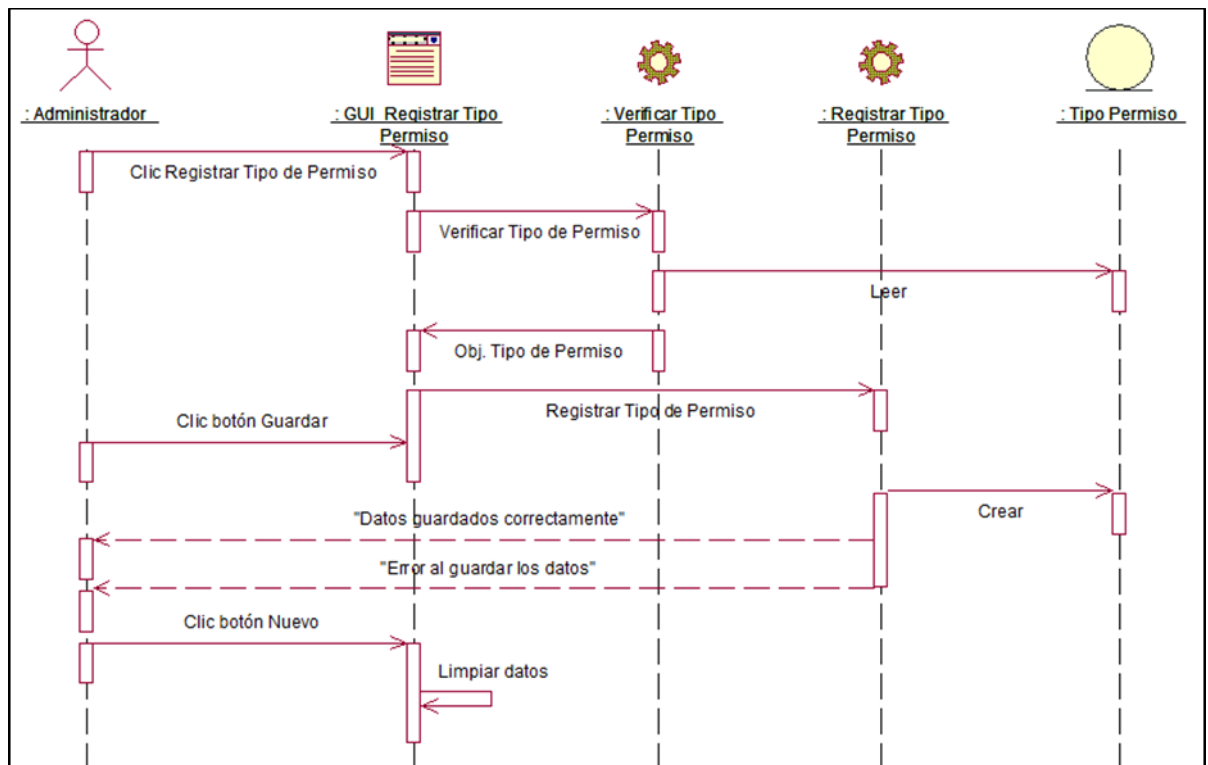 : Administrador
: GUI_Registrar Tipo
Permiso
: Verificar Tipo
Permiso
: Registrar Tipo
Permiso
: Tipo Permiso
Clic Registrar Tipo de Permiso
Verificar Tipo de Permiso
Leer
Obj. Tipo de Permiso
Registrar Tipo de Permiso
Clic botón Guardar
Crear
"Datos guardados correctamente"
"Error al guardar los datos"
Clic botón Nuevo
Limpiar datos